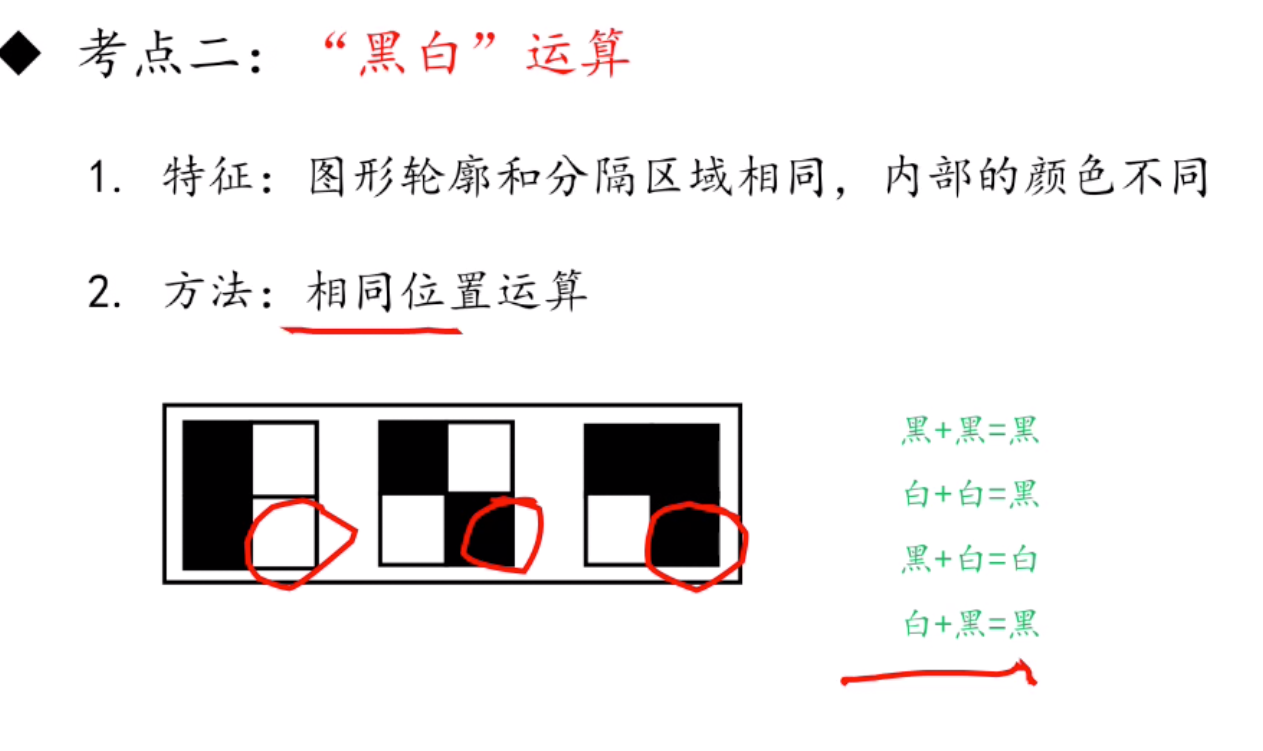 ◆ 考点二：“黑白”运算
1. 特征：图形轮廓和分隔区域相同，内部的颜色不同
2. 方法：相同位置运算
黑+黑=黑
白+白=黑
黑+白=白
白+黑=黑